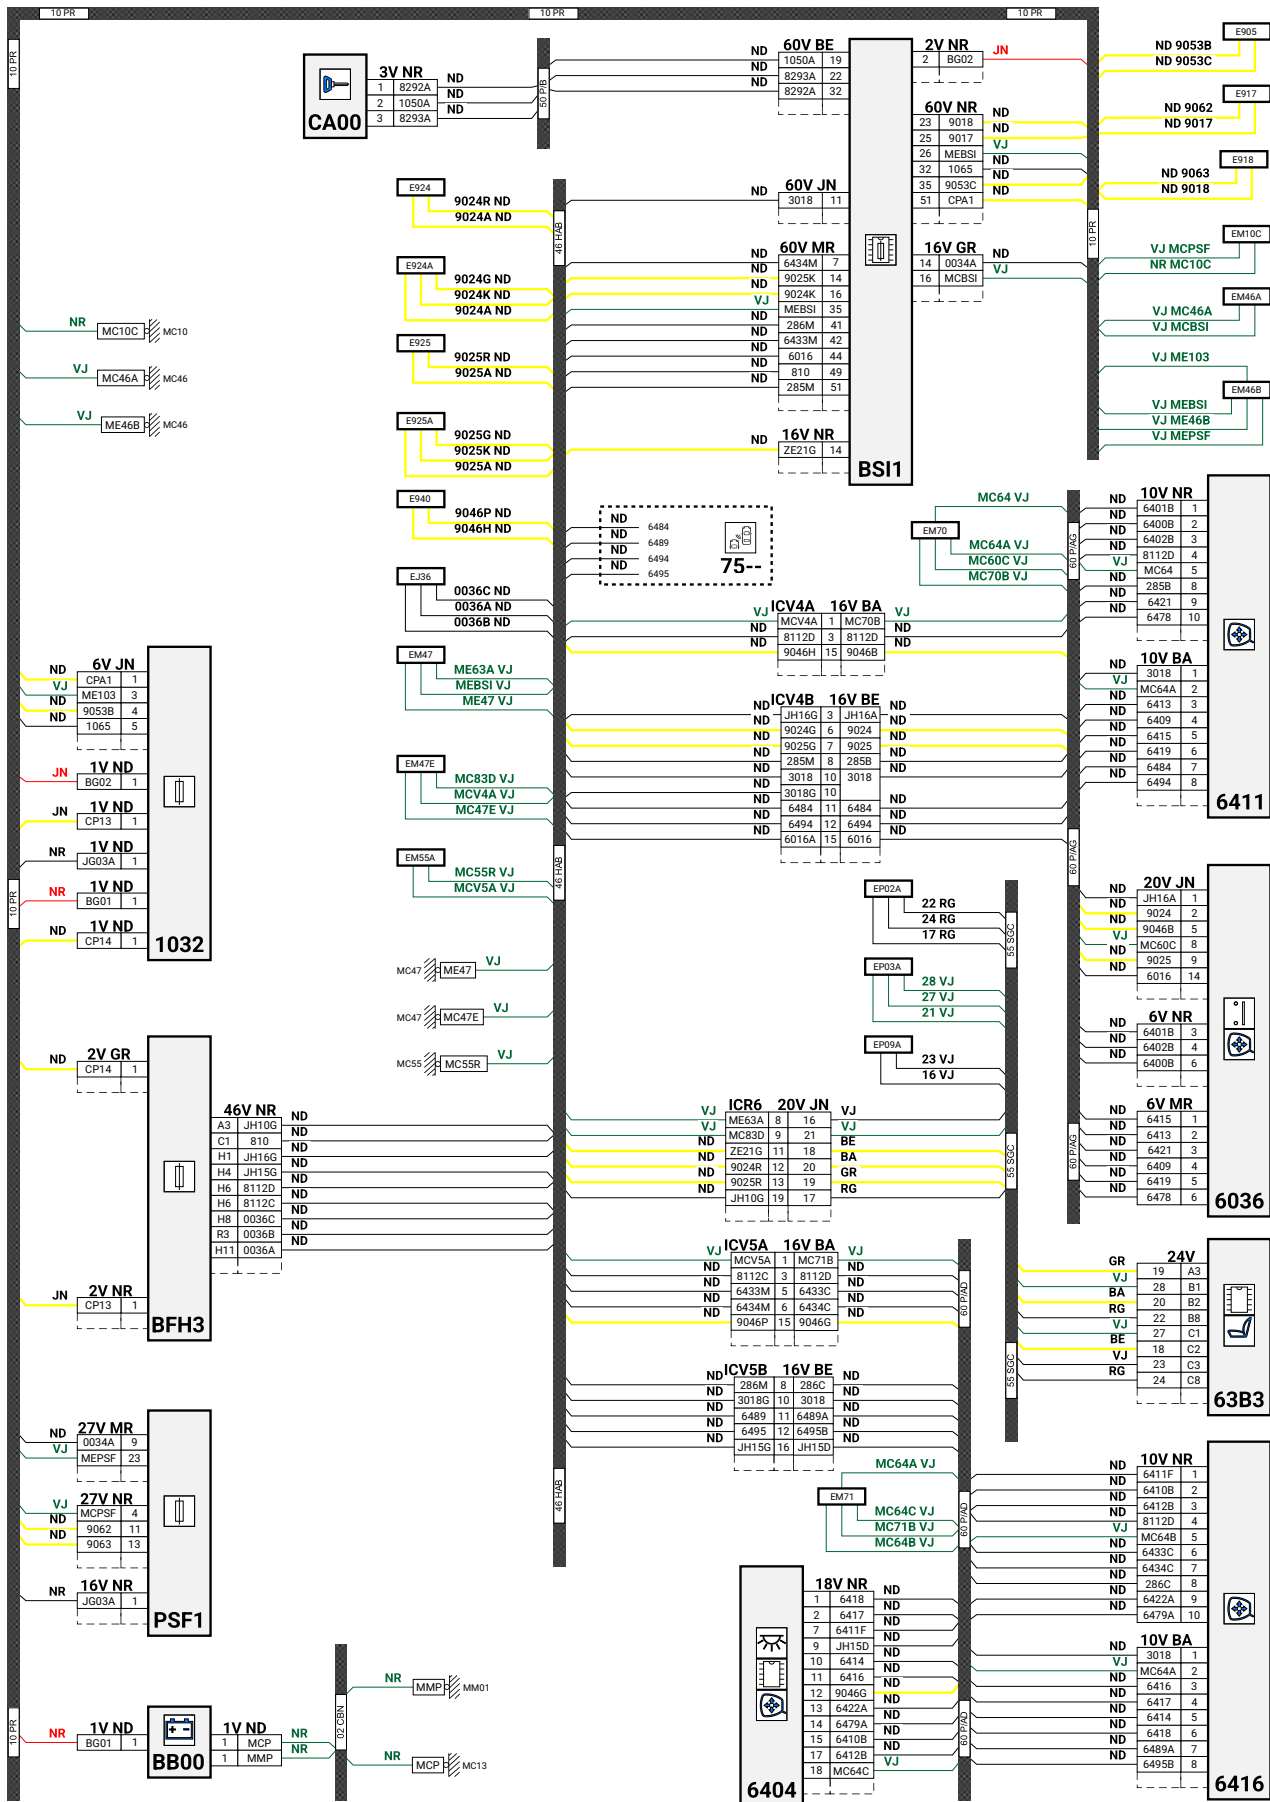 10 PR
10 PR
10 PR
10 PR
CA00
3V NR
1 8292A ND
2 1050A ND
3 8293A ND
50 P/B
60V BE
ND 1050A 19
ND 8293A 22
ND 8292A 32
60V JN
ND 3018 11
60V MR
ND 6434M 7
ND 9025K 14
ND 9024K 16
VJ MEBSI 35
ND 286M 41
ND 6433M 42
ND 6016 44
ND 810 49
ND 285M 51
16V NR
ND ZE21G 14
BSI1
2V NR
2 BG02 JN
60V NR
23 9018 ND
25 9017 ND
26 MEBSI VJ
32 1065 ND
35 9053C ND
51 CPA1 ND
16V GR
14 0034A ND
16 MCBSI VJ
10 PR
E905
ND 9053B
ND 9053C
E917
ND 9062
ND 9017
E918
ND 9063
ND 9018
EM10C
VJ MCPSF
NR MC10C
EM46A
VJ MC46A
VJ MCBSI
VJ ME103
EM46B
VJ MEBSI
VJ ME46B
VJ MEPSF
NR MC10C MC10
VJ MC46A MC46
VJ ME46B MC46
E924
9024R ND
9024A ND
46 HAB
E924A
9024G ND
9024K ND
9024A ND
E925
9025R ND
9025A ND
E925A
9025G ND
9025K ND
9025A ND
E940
9046P ND
9046H ND
EJ36
0036C ND
0036A ND
0036B ND
EM47
ME63A VJ
MEBSI VJ
ME47 VJ
EM47E
MC83D VJ
MCV4A VJ
MC47E VJ
EM55A
MC55R VJ
MCV5A VJ
46 HAB
MC47 ME47 VJ
MC47 MC47E VJ
MC55 MC55R VJ
ND 6484
ND 6489
ND 6494
ND 6495
75--
MC64 VJ
EM70
MC64A VJ
MC60C VJ
MC70B VJ
60 P/AG
ICV4A 16V BA
VJ MCV4A 1 MC70B VJ
ND 8112D 3 8112D ND
ND 9046H 15 9046B ND
ICV4B 16V BE
ND JH16G 3 JH16A ND
ND 9024G 6 9024 ND
ND 9025G 7 9025 ND
ND 285M 8 285B ND
ND 3018 10 3018 ND
ND 3018G 10
ND 6484 11 6484 ND
ND 6494 12 6494 ND
ND 6016A 15 6016 ND
60 P/AG
10V NR
ND 6401B 1
ND 6400B 2
ND 6402B 3
ND 8112D 4
VJ MC64 5
ND 285B 8
ND 6421 9
ND 6478 10
10V BA
ND 3018 1
VJ MC64A 2
ND 6413 3
ND 6409 4
ND 6415 5
ND 6419 6
ND 6484 7
ND 6494 8
6411
20V JN
ND JH16A 1
ND 9024 2
ND 9046B 5
VJ MC60C 8
ND 9025 9
ND 6016 14
6V NR
ND 6401B 3
ND 6402B 4
ND 6400B 6
6V MR
ND 6415 1
ND 6413 2
ND 6421 3
ND 6409 4
ND 6419 5
ND 6478 6
6036
60 P/AG
6V JN
ND CPA1 1
VJ ME103 3
ND 9053B 4
ND 1065 5
1V ND
JN BG02 1
1V ND
JN CP13 1
1V ND
NR JG03A 1
1V ND
NR BG01 1
1V ND
ND CP14 1
1032
10 PR
EP02A
22 RG
24 RG
17 RG
55 SGC
EP03A
28 VJ
27 VJ
21 VJ
EP09A
23 VJ
16 VJ
2V GR
ND CP14 1
46V NR
A3 JH10G ND
C1 810 ND
H1 JH16G ND
H4 JH15G ND
H6 8112D ND
H6 8112C ND
H8 0036C ND
R3 0036B ND
H11 0036A ND
2V NR
JN CP13 1
BFH3
ICR6 20V JN
VJ ME63A 8 16 VJ
VJ MC83D 9 21 VJ
ND ZE21G 11 18 BE
ND 9024R 12 20 BA
ND 9025R 13 19 GR
ND JH10G 19 17 RG
55 SGC
ICV5A 16V BA
VJ MCV5A 1 MC71B VJ
ND 8112C 3 8112D ND
ND 6433M 5 6433C ND
ND 6434M 6 6434C ND
ND 9046P 15 9046G ND
60 P/AD
ICV5B 16V BE
ND 286M 8 286C ND
ND 3018G 10 3018 ND
ND 6489 11 6489A ND
ND 6495 12 6495B ND
ND JH15G 16 JH15D ND
46 HAB
24V
GR 19 A3
VJ 28 B1
BA 20 B2
RG 22 B8
VJ 27 C1
BE 18 C2
VJ 23 C3
RG 24 C8
63B3
55 SGC
27V MR
ND 0034A 9
VJ MEPSF 23
27V NR
VJ MCPSF 4
ND 9062 11
ND 9063 13
16V NR
NR JG03A 1
PSF1
MC64A VJ
EM71
MC64C VJ
MC71B VJ
MC64B VJ
60 P/AD
18V NR
1 6418 ND
2 6417 ND
7 6411F ND
9 JH15D ND
10 6414 ND
11 6416 ND
12 9046G ND
13 6422A ND
14 6479A ND
15 6410B ND
17 6412B ND
18 MC64C VJ
6404
60 P/AD
10V NR
ND 6411F 1
ND 6410B 2
ND 6412B 3
ND 8112D 4
VJ MC64B 5
ND 6433C 6
ND 6434C 7
ND 286C 8
ND 6422A 9
ND 6479A 10
10V BA
ND 3018 1
VJ MC64A 2
ND 6416 3
ND 6417 4
ND 6414 5
ND 6418 6
ND 6489A 7
ND 6495B 8
6416
10 PR
1V ND
NR BG01 1
BB00
1V ND
1 MCP NR
1 MMP NR
02 CBN
NR MMP MM01
NR MCP MC13